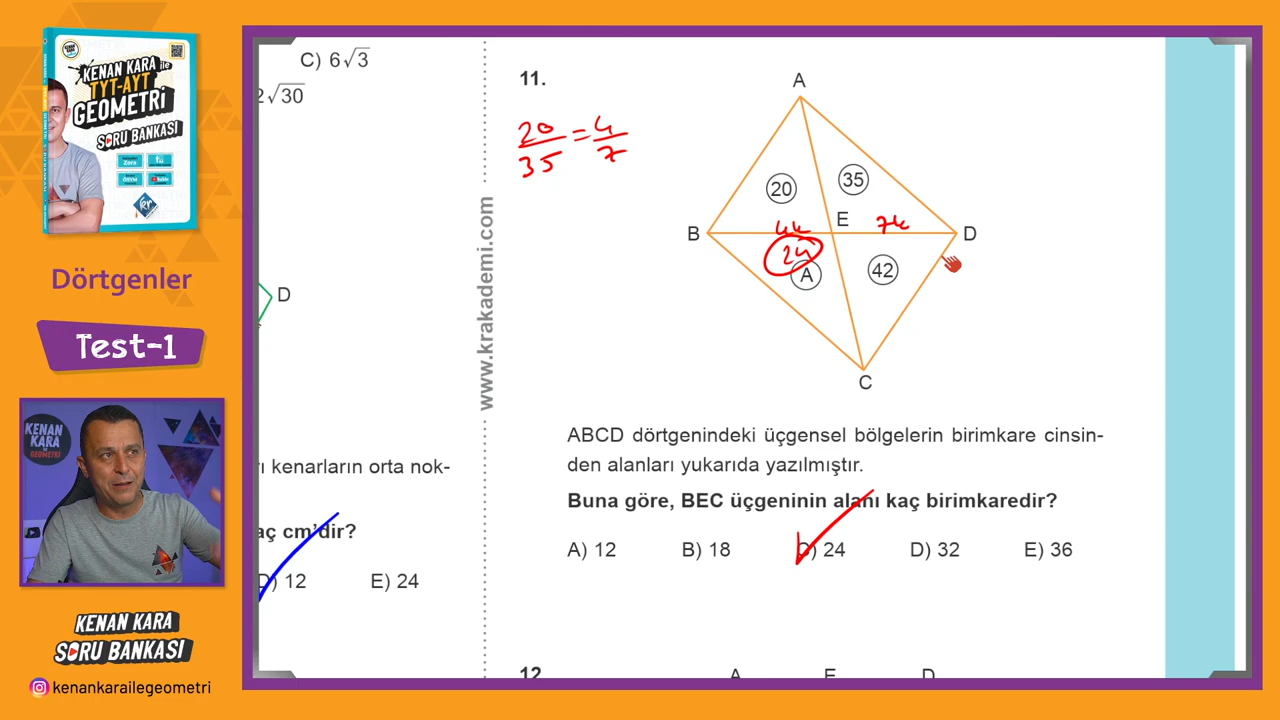 KENAN KARA ile
TYT-AYT
GEOMETRİ
SORU BANKASI
Dörtgenler
Test-1
KENAN
KARA
GEOMETRİ
KENAN KARA
SORU BANKASI
kenankarailegeometri
C) 6√3
2√30
D
ı kenarların orta nok-
aç cm'dir?
D) 12 E) 24
www.krakademi.com
11.
20/35 = 4/7
A
20
35
B
4k
E
7k
D
24
A
42
C
ABCD dörtgenindeki üçgensel bölgelerin birimkare cinsin-
den alanları yukarıda yazılmıştır.
Buna göre, BEC üçgeninin alanı kaç birimkaredir?
A) 12 B) 18 C) 24 D) 32 E) 36
12
A E D